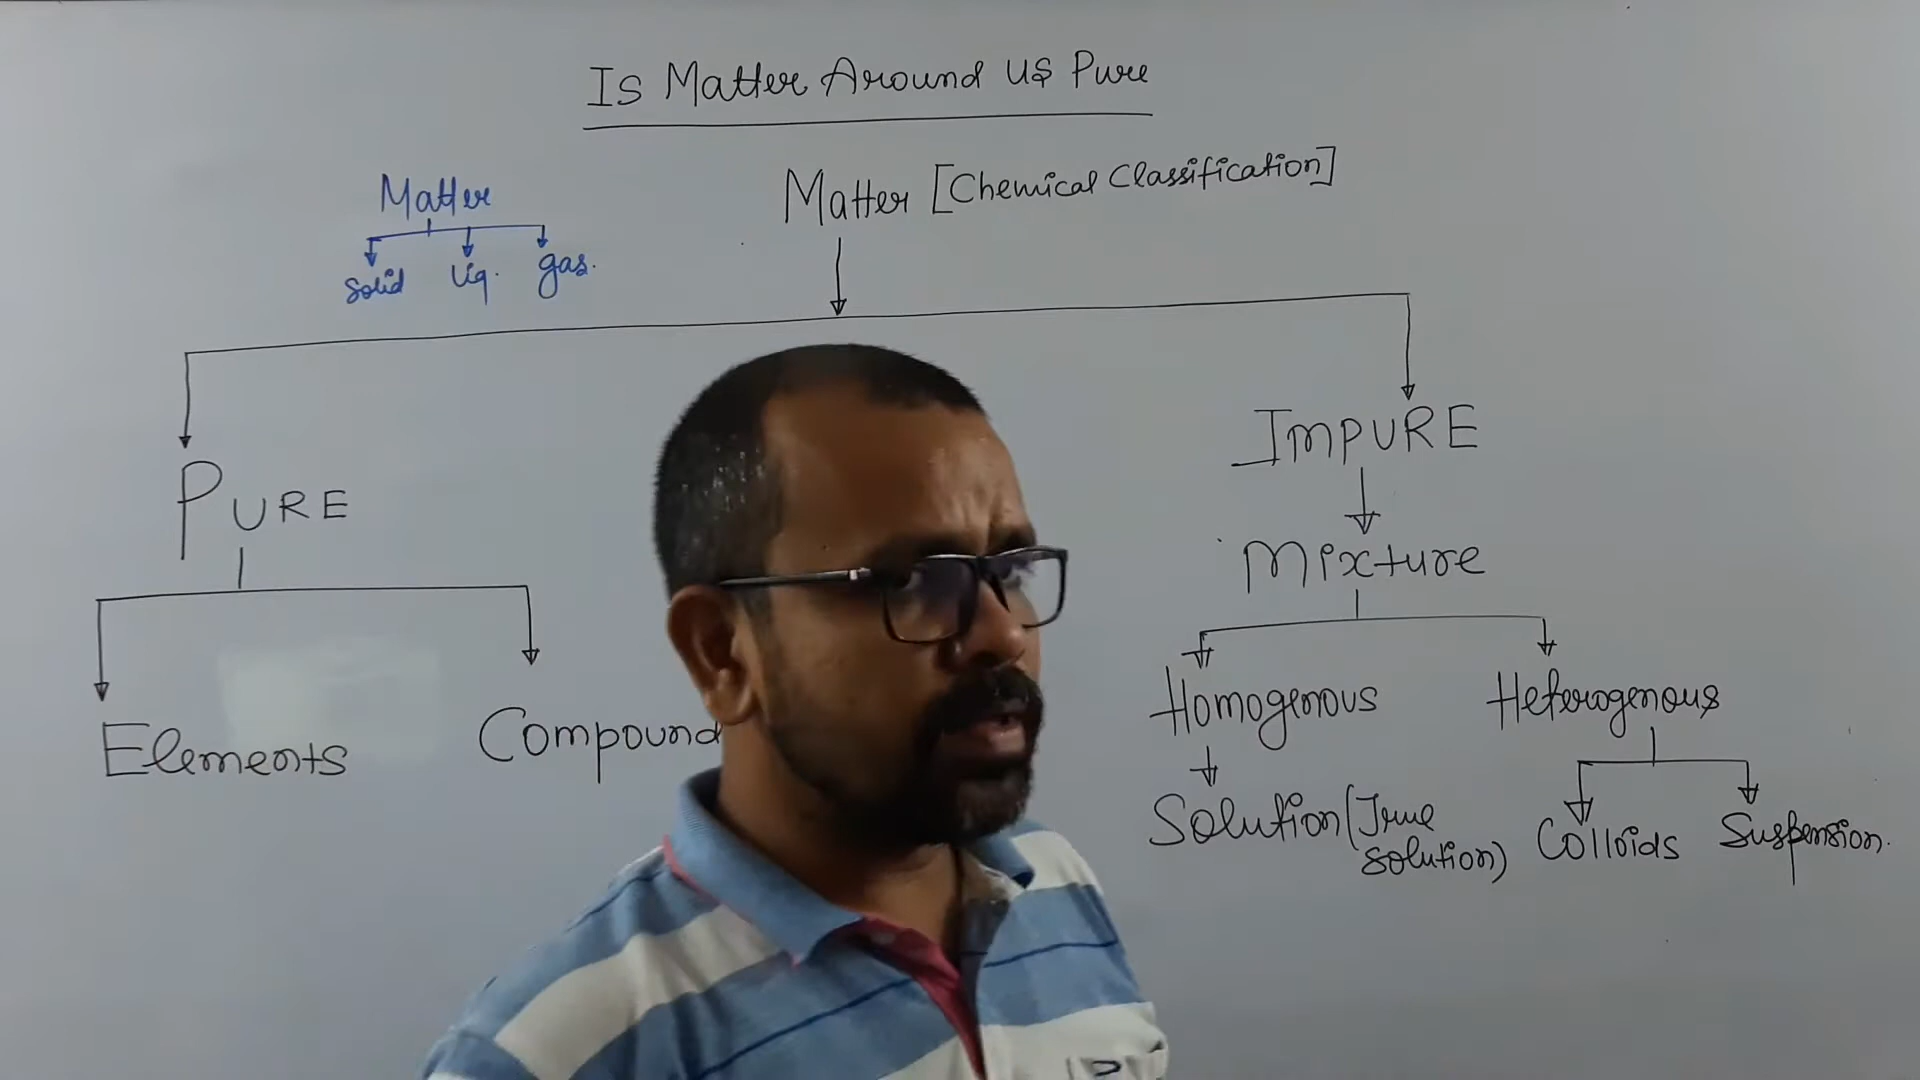 Is Matter Around us Pure
Matter [Chemical Classification]
Matter
Solid Liq. gas.
PURE
IMPURE
Mixture
Elements
Compound
Homogenous
Heterogenous
Solution (True
solution)
Colloids
Suspension.